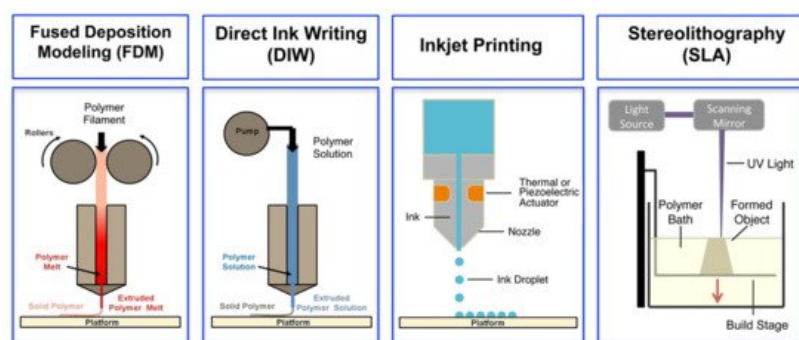 Fused Deposition
Modeling (FDM)
Direct Ink Writing
(DIW)
Inkjet Printing
Stereolithography
(SLA)
Polymer
Filament
Rollers
Polymer
Melt
Solid Polymer
Extruded
Polymer Melt
Platform
Pump
Polymer
Solution
Polymer
Solution
Solid Polymer
Extruded
Polymer Solution
Platform
Thermal or
Piezoelectric
Actuator
Ink
Nozzle
Ink Droplet
Platform
Light
Source
Scanning
Mirror
UV Light
Polymer
Bath
Formed
Object
Build Stage